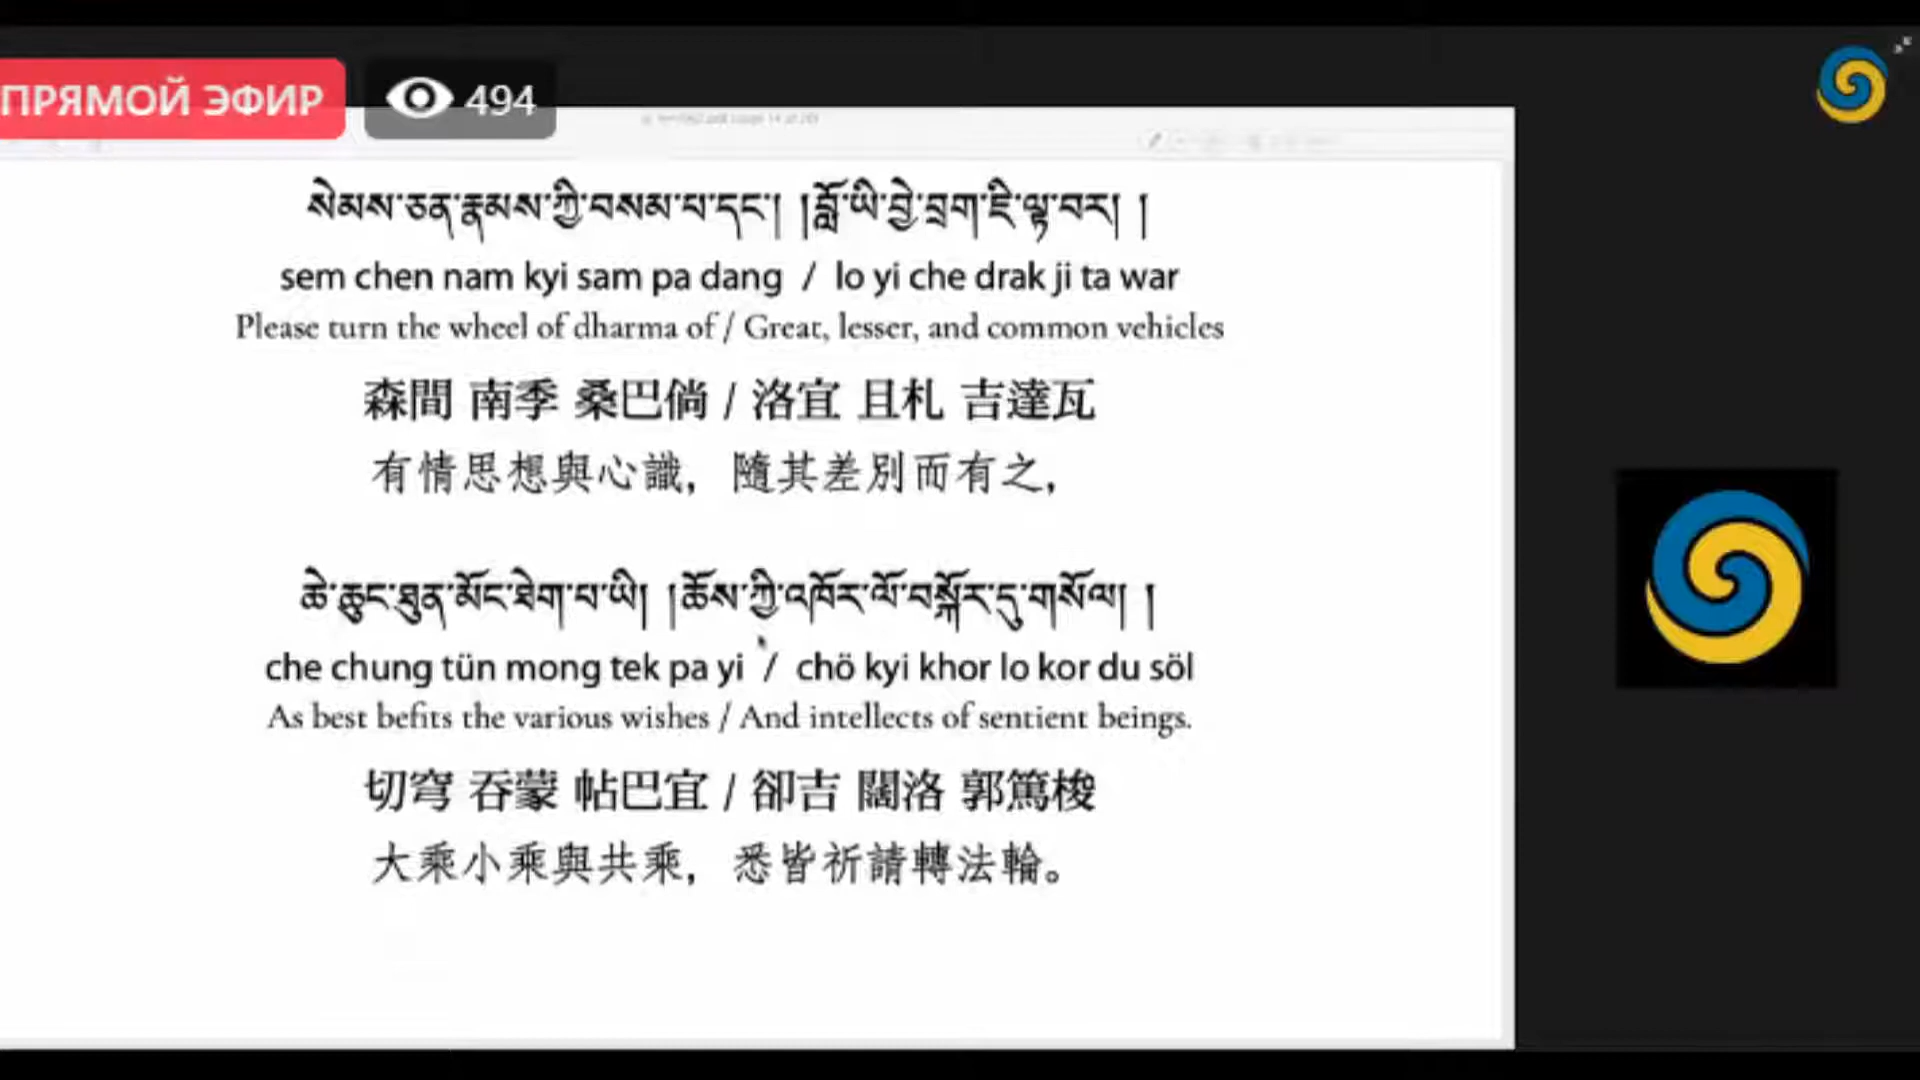 ПРЯМОЙ ЭФИР
494
སེམས་ཅན་རྣམས་ཀྱི་བསམ་པ་དང་། །བློ་ཡི་བྱེ་བྲག་ཇི་ལྟ་བར། །
sem chen nam kyi sam pa dang / lo yi che drak ji ta war
Please turn the wheel of dharma of / Great, lesser, and common vehicles
森間 南季 桑巴倘 / 洛宜 且札 吉達瓦
有情思想與心識，隨其差別而有之，
ཆེ་ཆུང་ཐུན་མོང་ཐེག་པ་ཡི། །ཆོས་ཀྱི་འཁོར་ལོ་བསྐོར་དུ་གསོལ། །
che chung tün mong tek pa yi / chö kyi khor lo kor du söl
As best befits the various wishes / And intellects of sentient beings.
切穹 吞蒙 帖巴宜 / 卻吉 闊洛 郭篤梭
大乘小乘與共乘，悉皆祈請轉法輪。